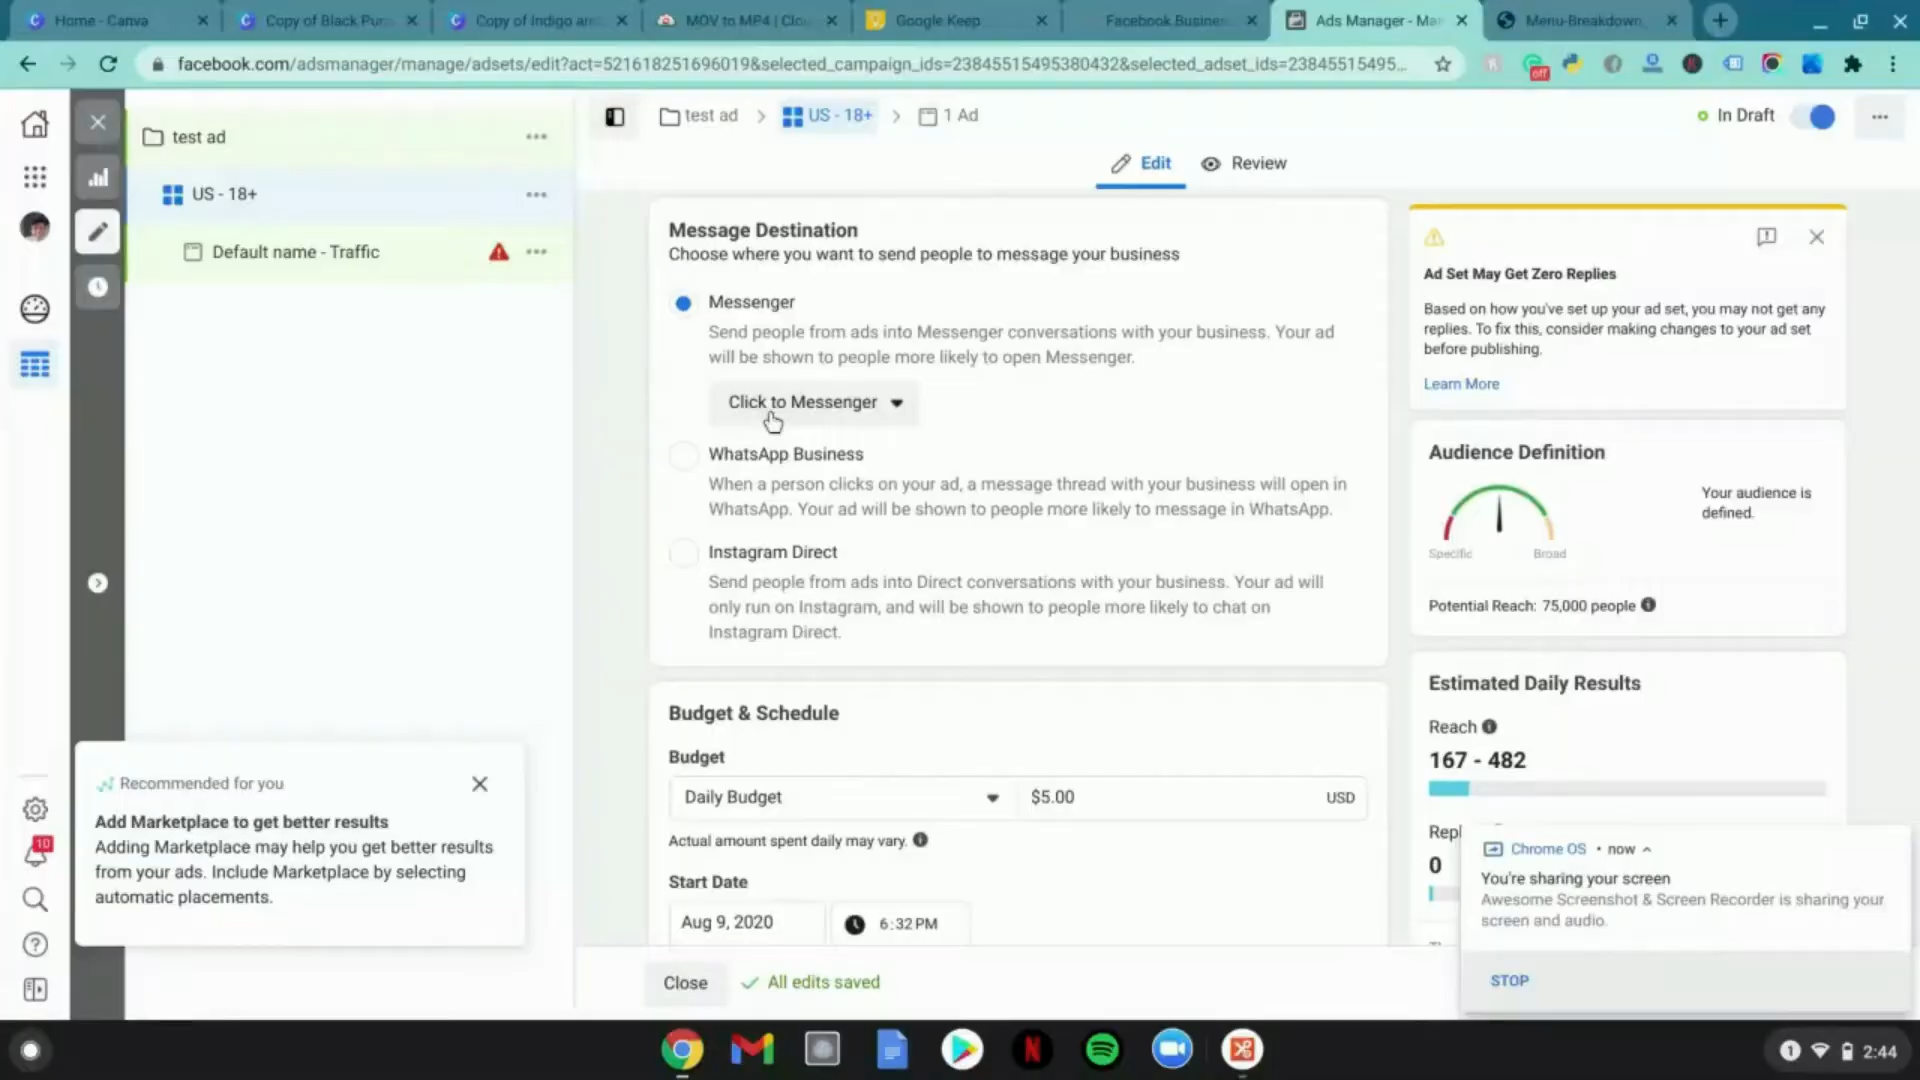 Home - Canva
Copy of Black Pur
Copy of Indigo an
MOV to MP4 | Clou
Google Keep
Facebook Busines
Ads Manager - Ma
Menu-Breakdown
facebook.com/adsmanager/manage/adsets/edit?act=521618251696019&selected_campaign_ids=23845515495380432&selected_adset_ids=23845515495...
off
test ad
US - 18+
Default name - Traffic
test ad
US - 18+
1 Ad
In Draft
Edit
Review
Message Destination
Choose where you want to send people to message your business
Messenger
Send people from ads into Messenger conversations with your business. Your ad
will be shown to people more likely to open Messenger.
Click to Messenger
WhatsApp Business
When a person clicks on your ad, a message thread with your business will open in
WhatsApp. Your ad will be shown to people more likely to message in WhatsApp.
Instagram Direct
Send people from ads into Direct conversations with your business. Your ad will
only run on Instagram, and will be shown to people more likely to chat on
Instagram Direct.
Budget & Schedule
Budget
Daily Budget
$5.00
USD
Actual amount spent daily may vary.
Start Date
Aug 9, 2020
6:32 PM
Close
All edits saved
Ad Set May Get Zero Replies
Based on how you've set up your ad set, you may not get any
replies. To fix this, consider making changes to your ad set
before publishing.
Learn More
Audience Definition
Your audience is
defined.
Specific
Broad
Potential Reach: 75,000 people
Estimated Daily Results
Reach
167 - 482
Repl
0
Chrome OS • now
You're sharing your screen
Awesome Screenshot & Screen Recorder is sharing your
screen and audio.
STOP
Recommended for you
Add Marketplace to get better results
Adding Marketplace may help you get better results
from your ads. Include Marketplace by selecting
automatic placements.
10
1
2:44